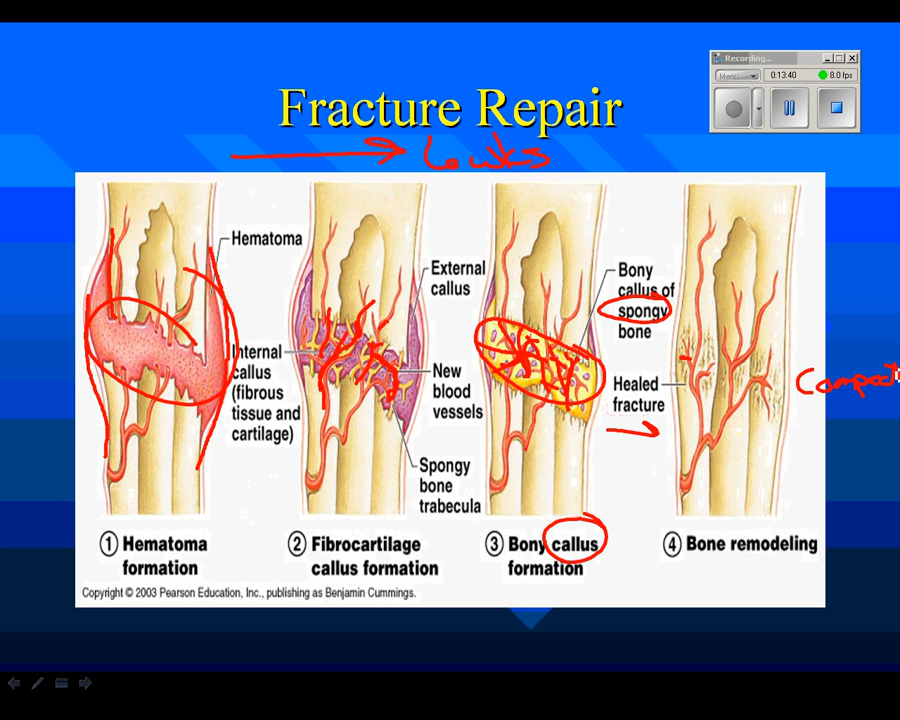 Recording...
Menu
0:13:40
8.0 fps
Fracture Repair
Hematoma
External
callus
Bony
callus of
spongy
bone
Internal
callus
(fibrous
tissue and
cartilage)
New
blood
vessels
Healed
fracture
Compact
Spongy
bone
trabecula
1 Hematoma
formation
2 Fibrocartilage
callus formation
3 Bony callus
formation
4 Bone remodeling
Copyright © 2003 Pearson Education, Inc., publishing as Benjamin Cummings.